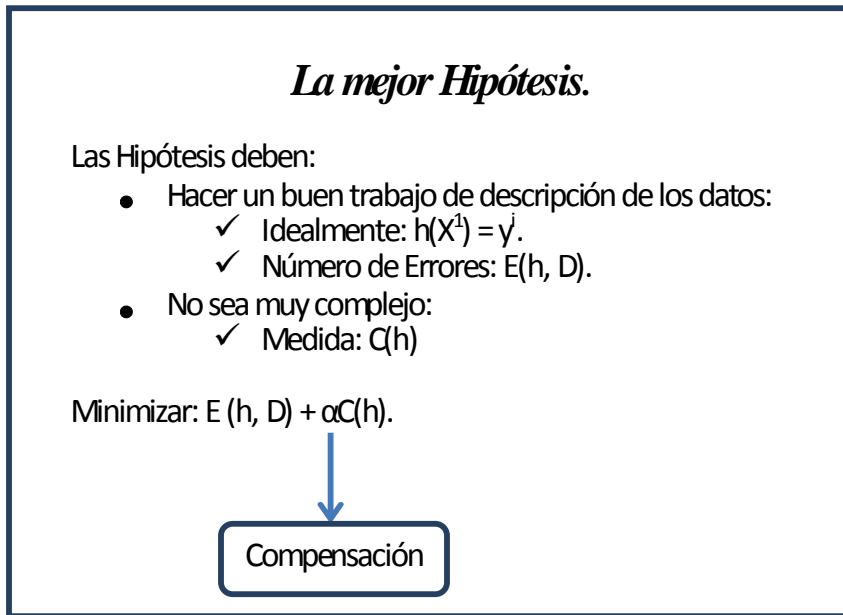 La mejor Hipótesis.
Las Hipótesis deben:
● Hacer un buen trabajo de descripción de los datos:
✓ Idealmente: h(X¹) = yⁱ.
✓ Número de Errores: E(h, D).
● No sea muy complejo:
✓ Medida: C(h)
Minimizar: E (h, D) + αC(h).
Compensación